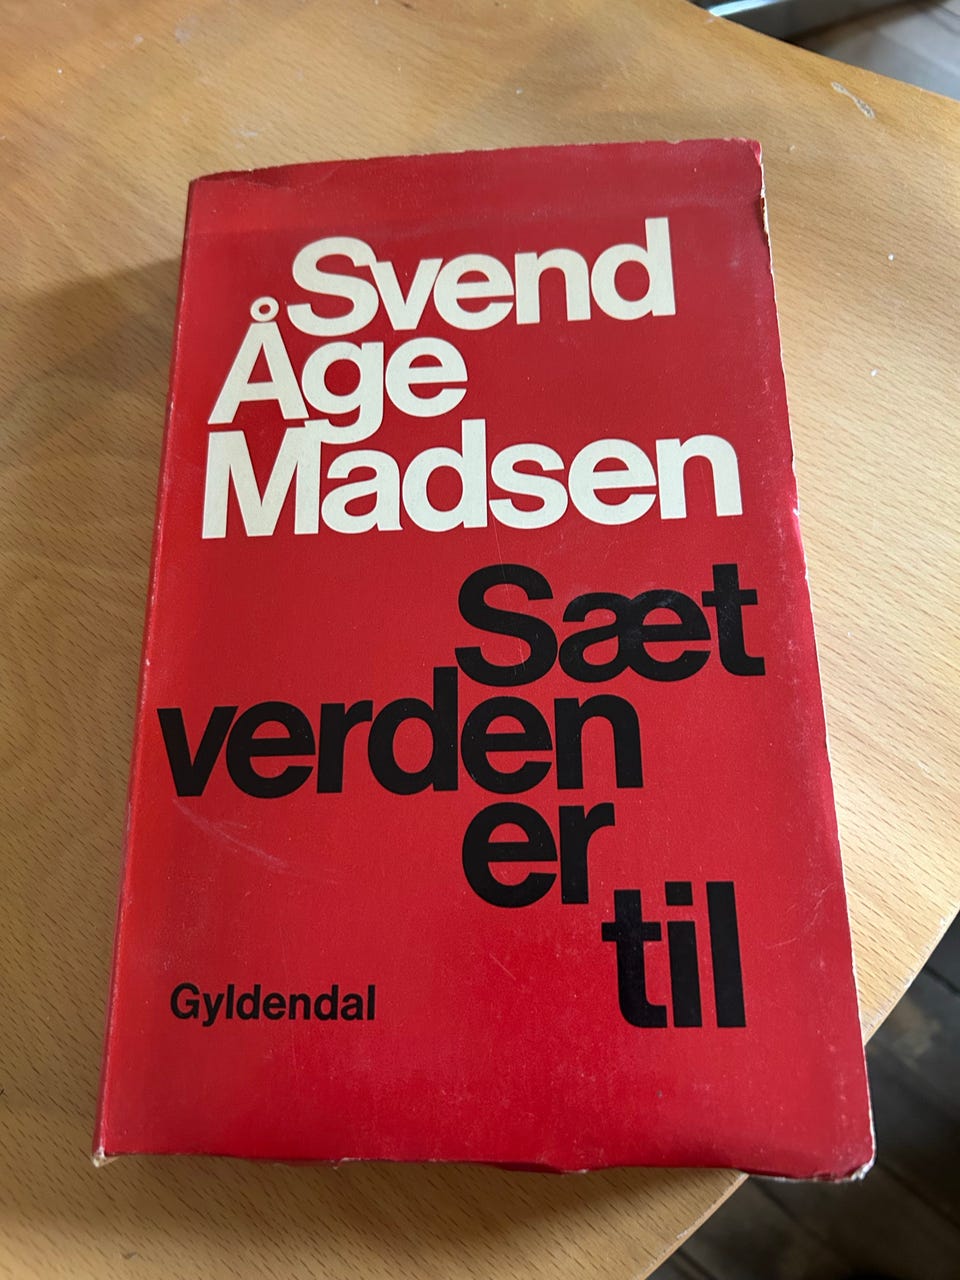 Svend
Åge
Madsen
Sæt
verden
er
til
Gyldendal